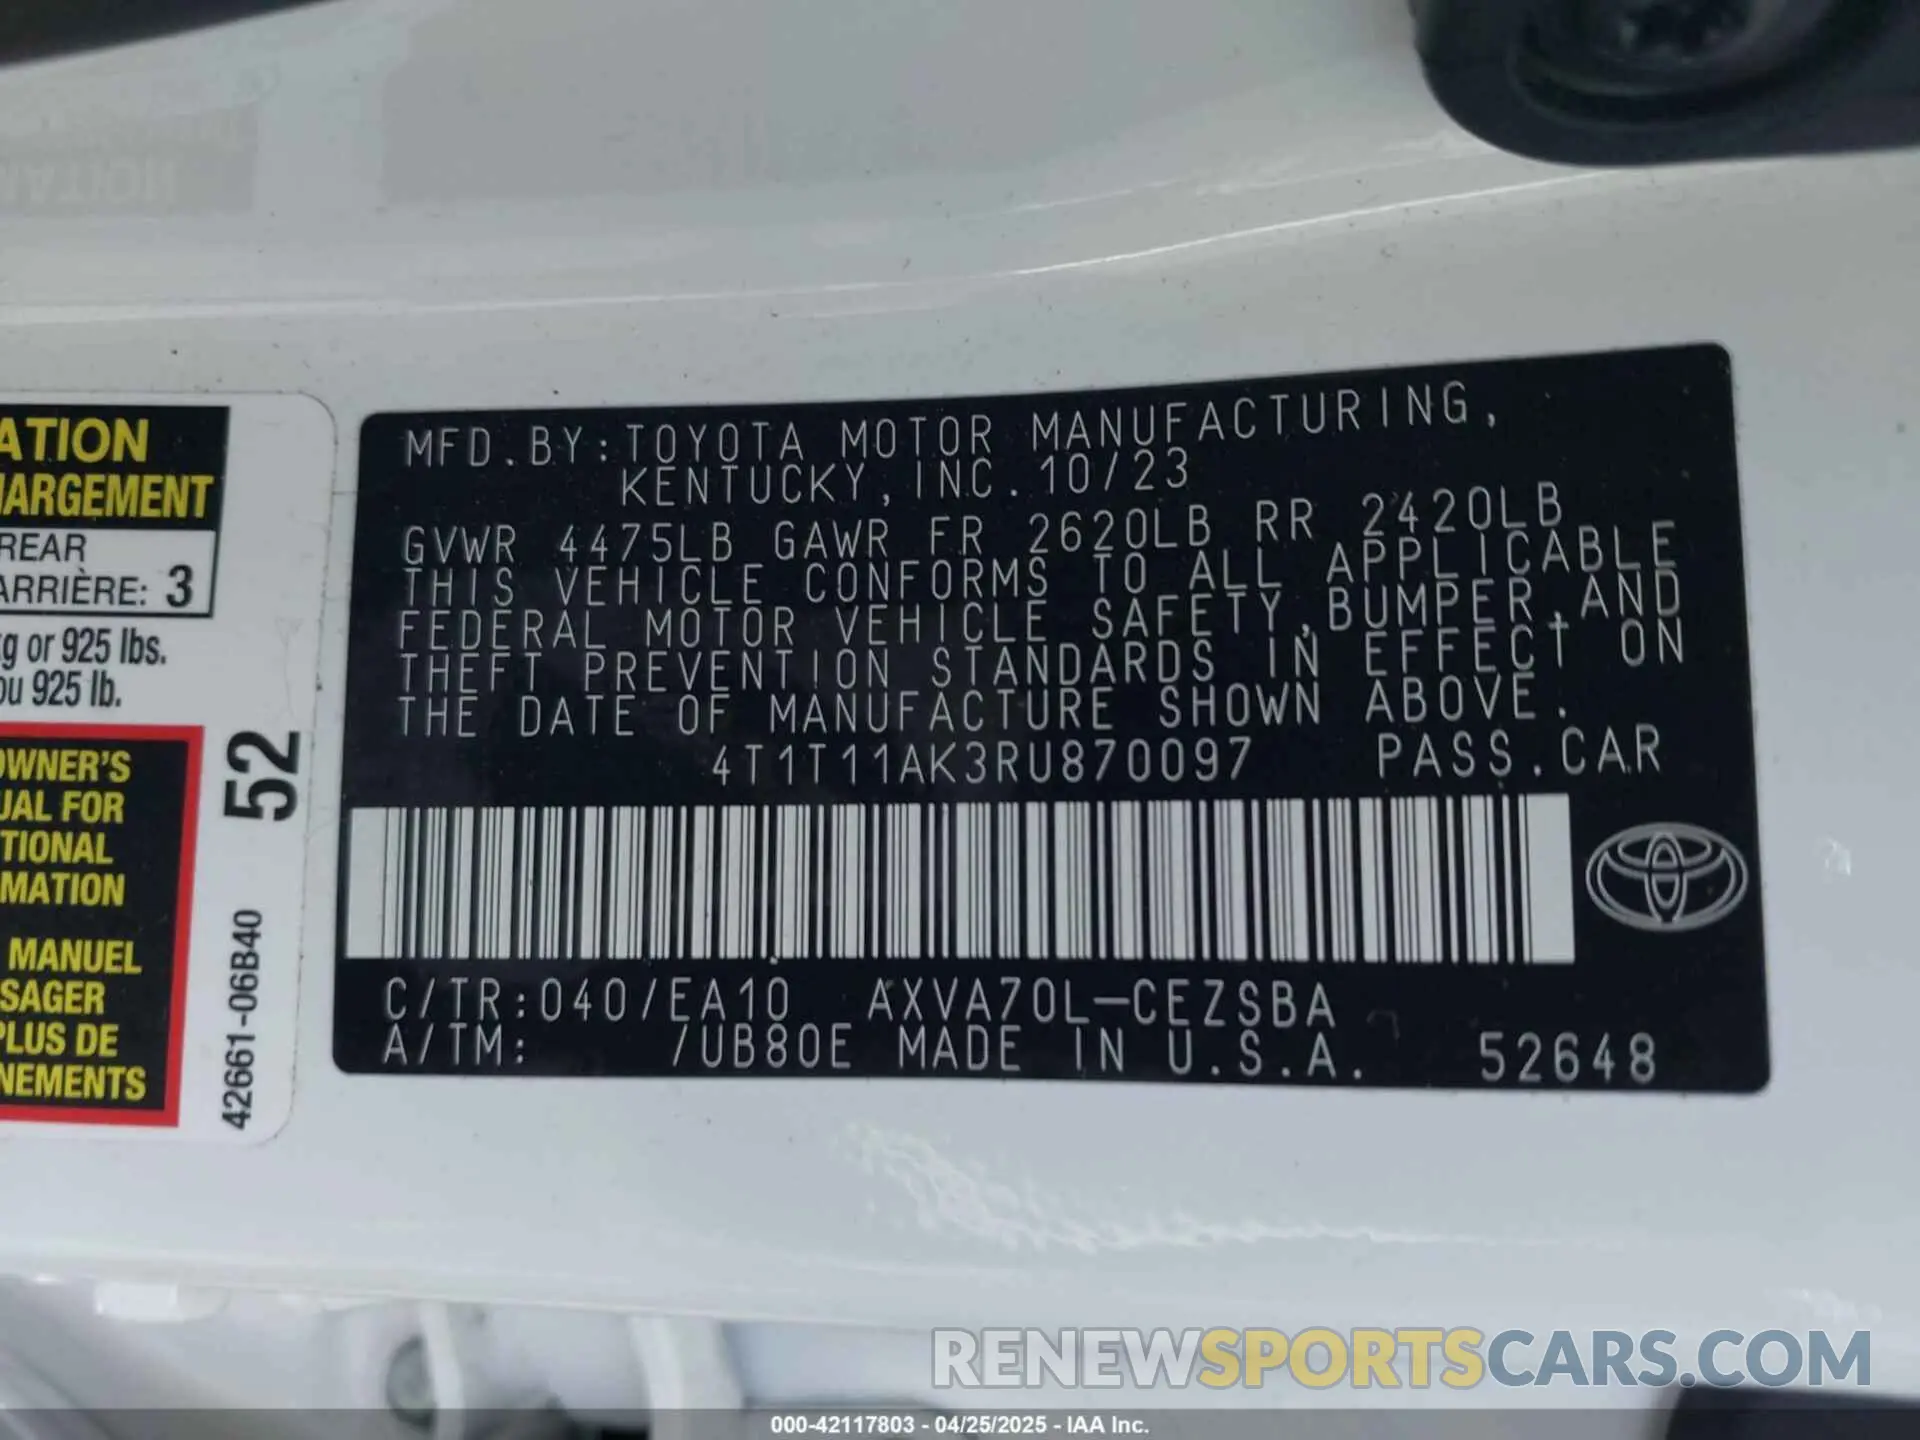 ATION
HARGEMENT
REAR
ARRIÈRE: 3
kg or 925 lbs.
ou 925 lb.
OWNER'S
UAL FOR
TIONAL
MATION
MANUEL
SAGER
PLUS DE
NEMENTS
52
42661-06B40
MFD.BY:TOYOTA MOTOR MANUFACTURING,
KENTUCKY,INC.10/23
GVWR 4475LB GAWR FR 2620LB RR 2420LB
THIS VEHICLE CONFORMS TO ALL APPLICABLE
FEDERAL MOTOR VEHICLE SAFETY,BUMPER,AND
THEFT PREVENTION STANDARDS IN EFFECT ON
THE DATE OF MANUFACTURE SHOWN ABOVE.
4T1T11AK3RU870097 PASS.CAR
C/TR:040/EA10 AXVA70L-CEZSBA
A/TM: /UB80E MADE IN U.S.A. 52648
RENEWSPORTSCARS.COM
000-42117803 - 04/25/2025 - IAA Inc.